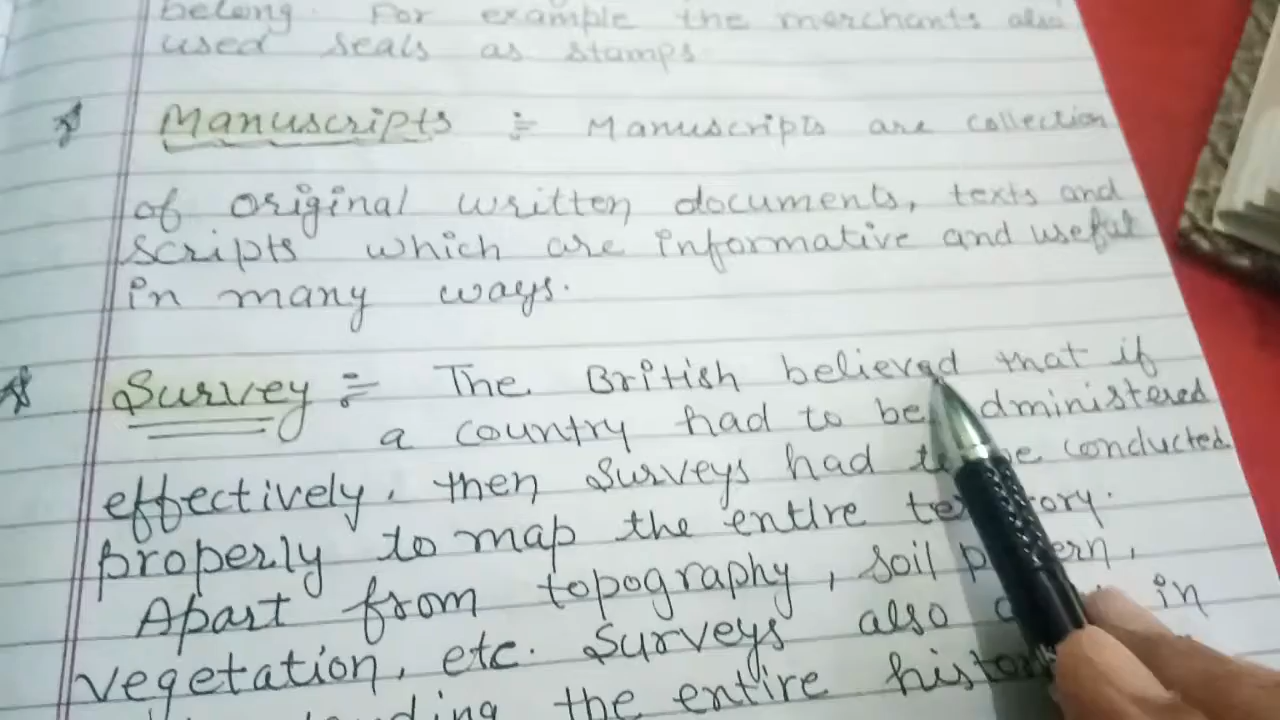 belong. For example the merchants also
used seals as stamps.
Manuscripts :- Manuscripts are collection
of original written documents, texts and
scripts which are informative and useful
in many ways.
Survey :- The British believed that if
a country had to be administered
effectively, then surveys had to be conducted
properly to map the entire territory.
Apart from topography, soil pattern,
vegetation, etc. Surveys also in
the entire